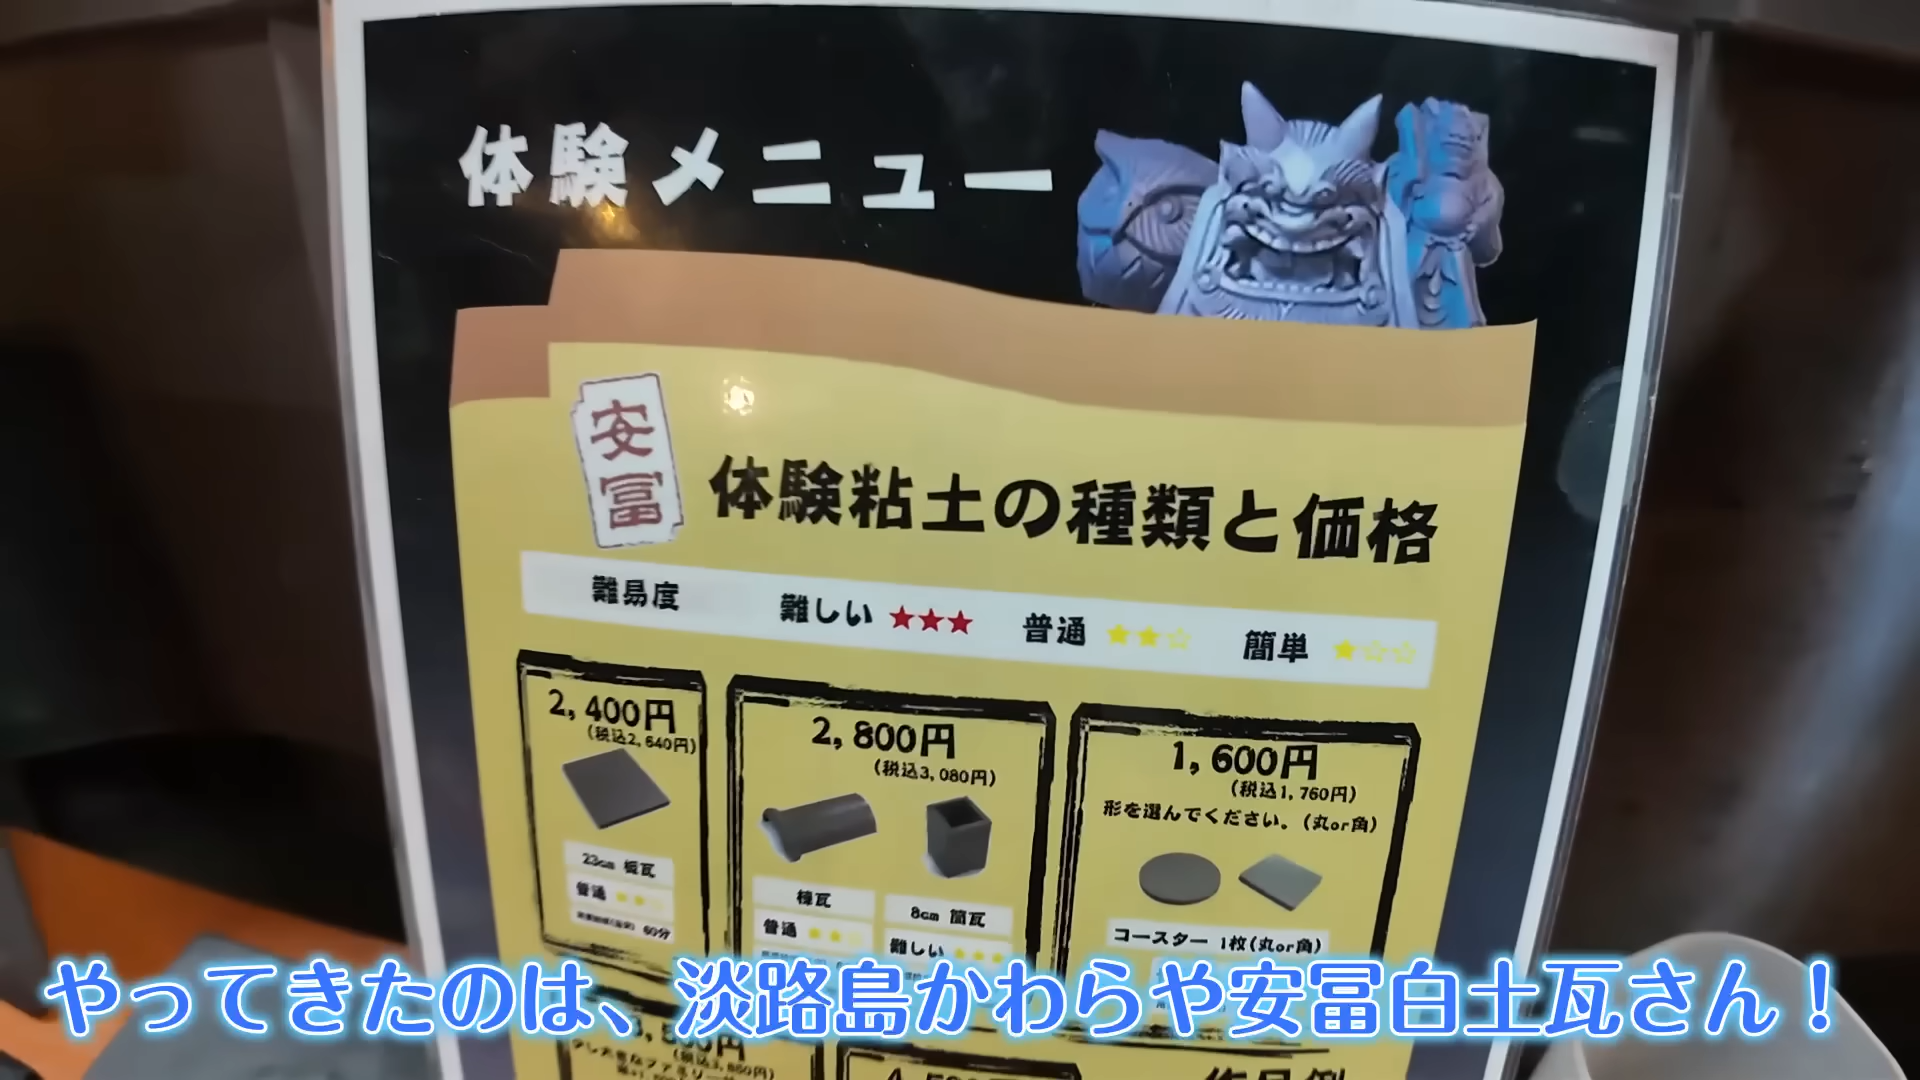 体験メニュー
安冨
体験粘土の種類と価格
難易度 難しい ★★★ 普通 ★★☆ 簡単 ★☆☆
2,400円
(税込2,640円)
23cm 板瓦
普通 ★★☆
60分
2,800円
(税込3,080円)
棟瓦
普通 ★★☆
8cm 筒瓦
難しい ★★★
1,600円
(税込1,760円)
形を選んでください。(丸or角)
コースター 1枚(丸or角)
やってきたのは、淡路島かわらや安冨白土瓦さん！